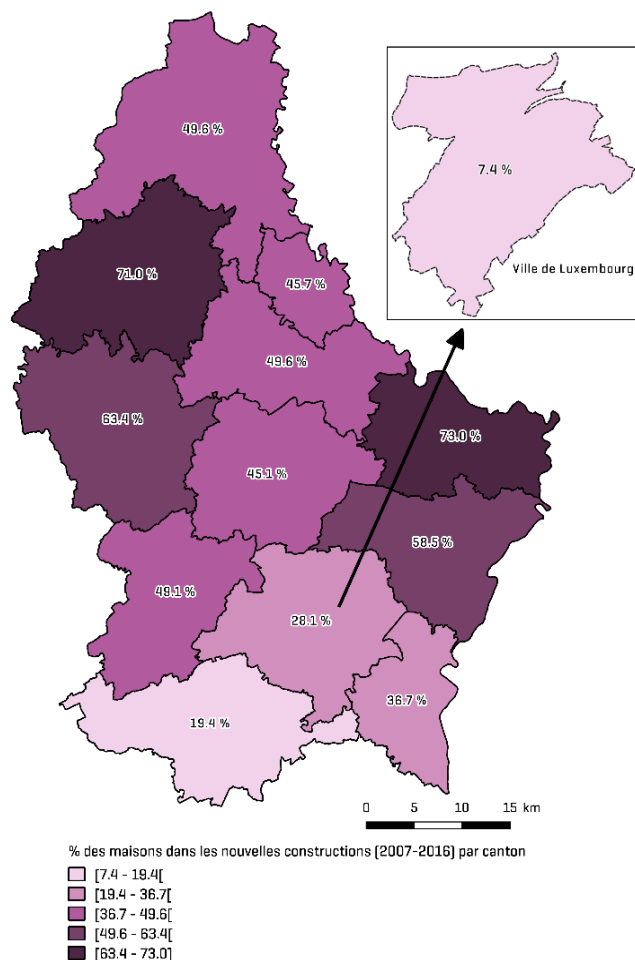 49.6 %
7.4 %
Ville de Luxembourg
71.0 %
45.7 %
49.6 %
63.4 %
73.0 %
45.1 %
58.5 %
49.1 %
28.1 %
36.7 %
19.4 %
0 5 10 15 km
% des maisons dans les nouvelles constructions (2007-2016) par canton
[7.4 - 19.4[
[19.4 - 36.7[
[36.7 - 49.6[
[49.6 - 63.4[
[63.4 - 73.0]